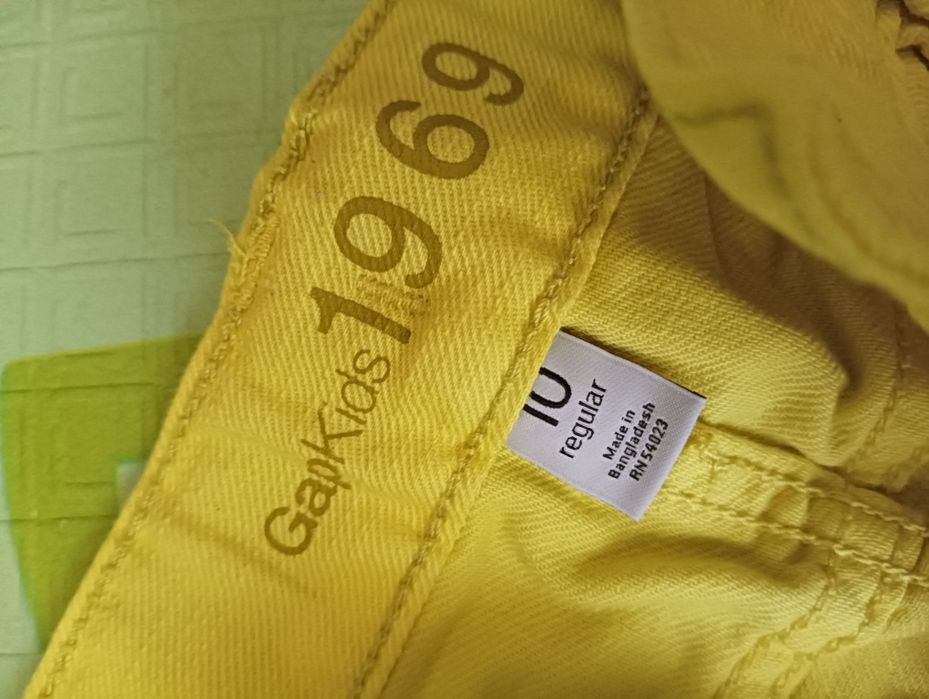 GapKids 1969
10
regular
Made in
Bangladesh
RN 54023